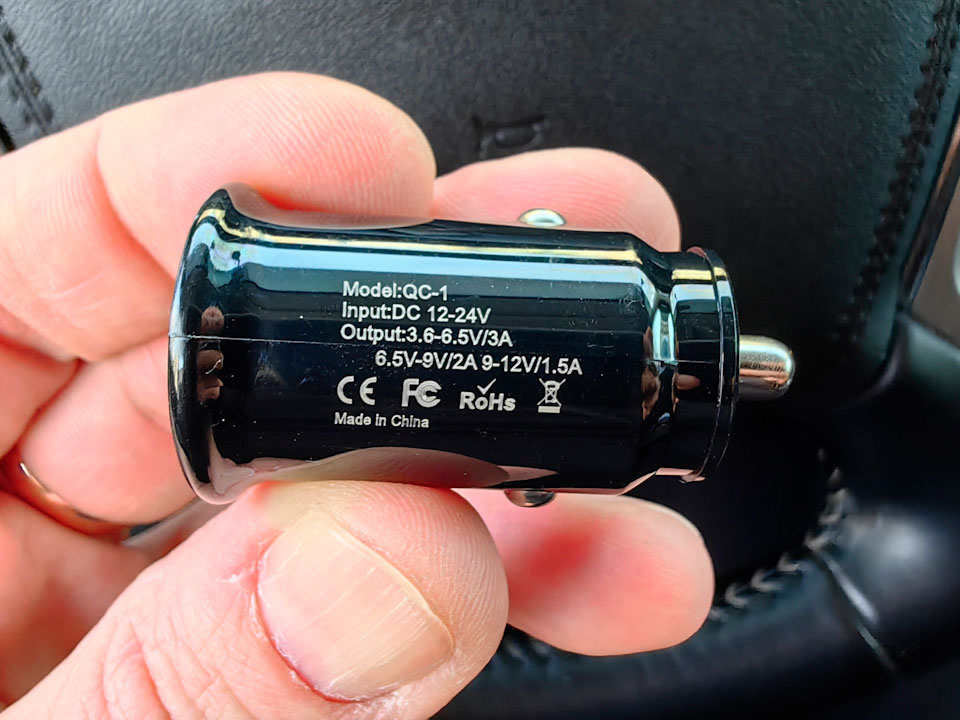 Model:QC-1
Input:DC 12-24V
Output:3.6-6.5V/3A
6.5V-9V/2A 9-12V/1.5A
CE FC RoHS
Made in China